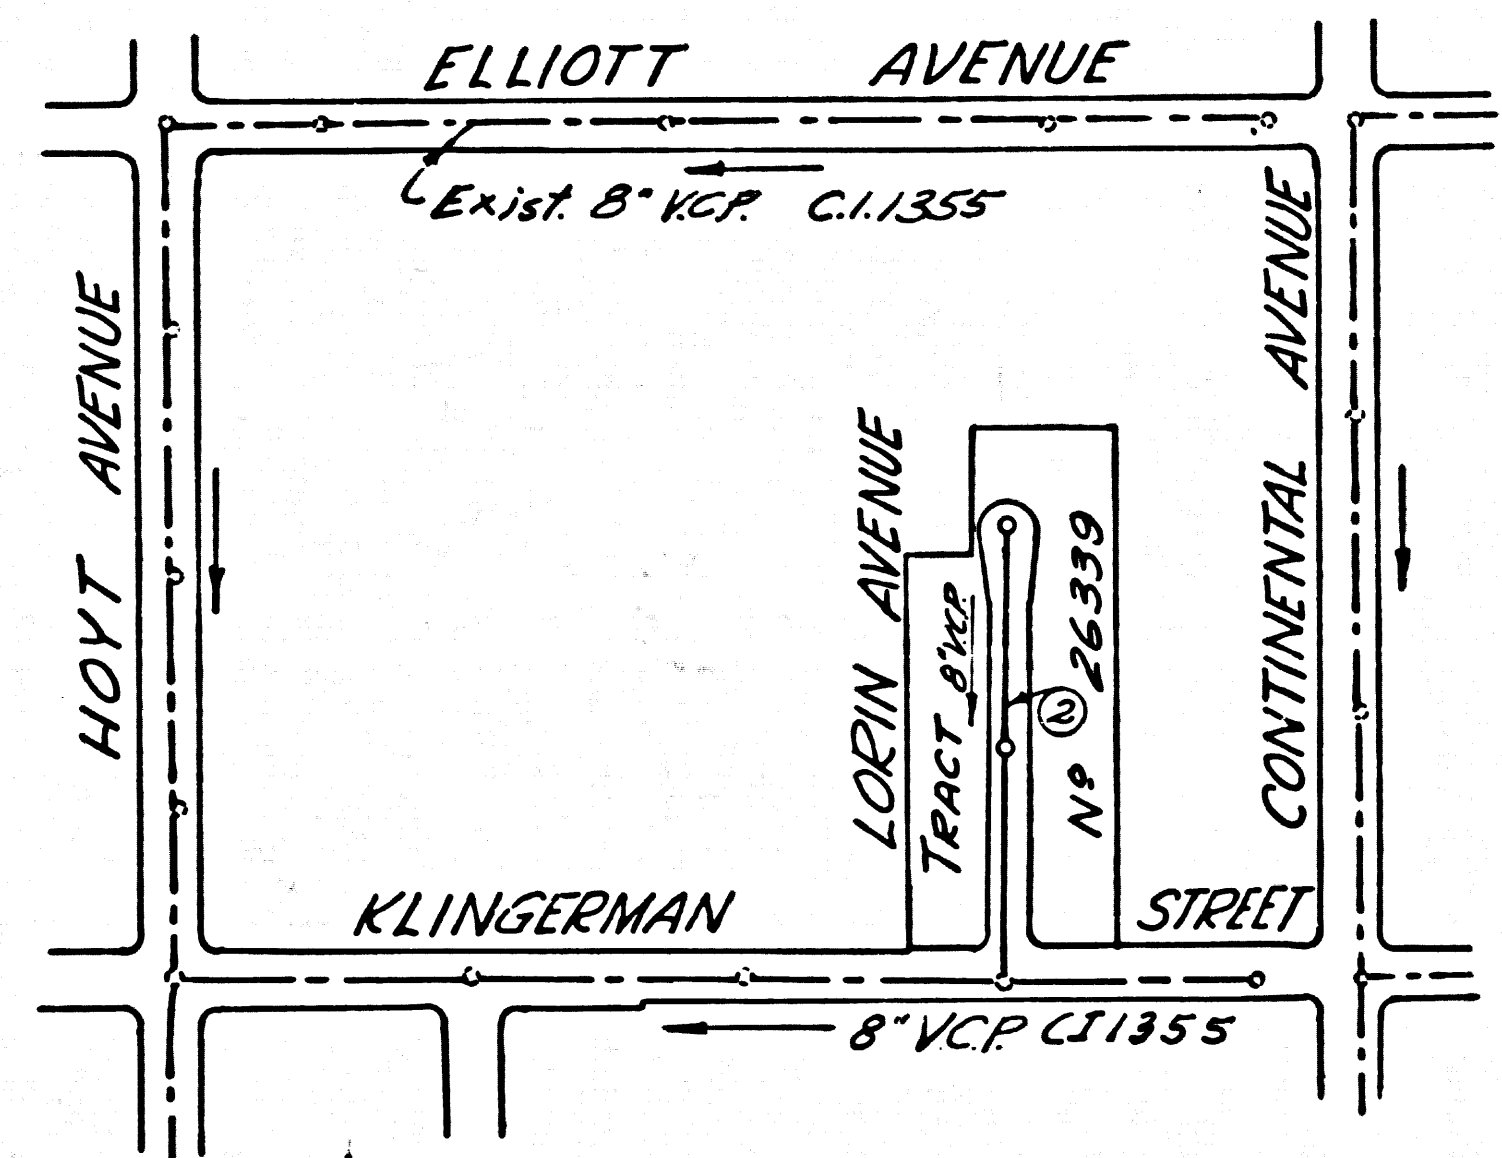 ELLIOTT AVENUE
Exist. 8" V.C.P. C.I. 1355
HOYT AVENUE
LORIN AVENUE
TRACT Nº 26339
8" V.C.P.
2
CONTINENTAL AVENUE
KLINGERMAN STREET
8" V.C.P. CI 1355